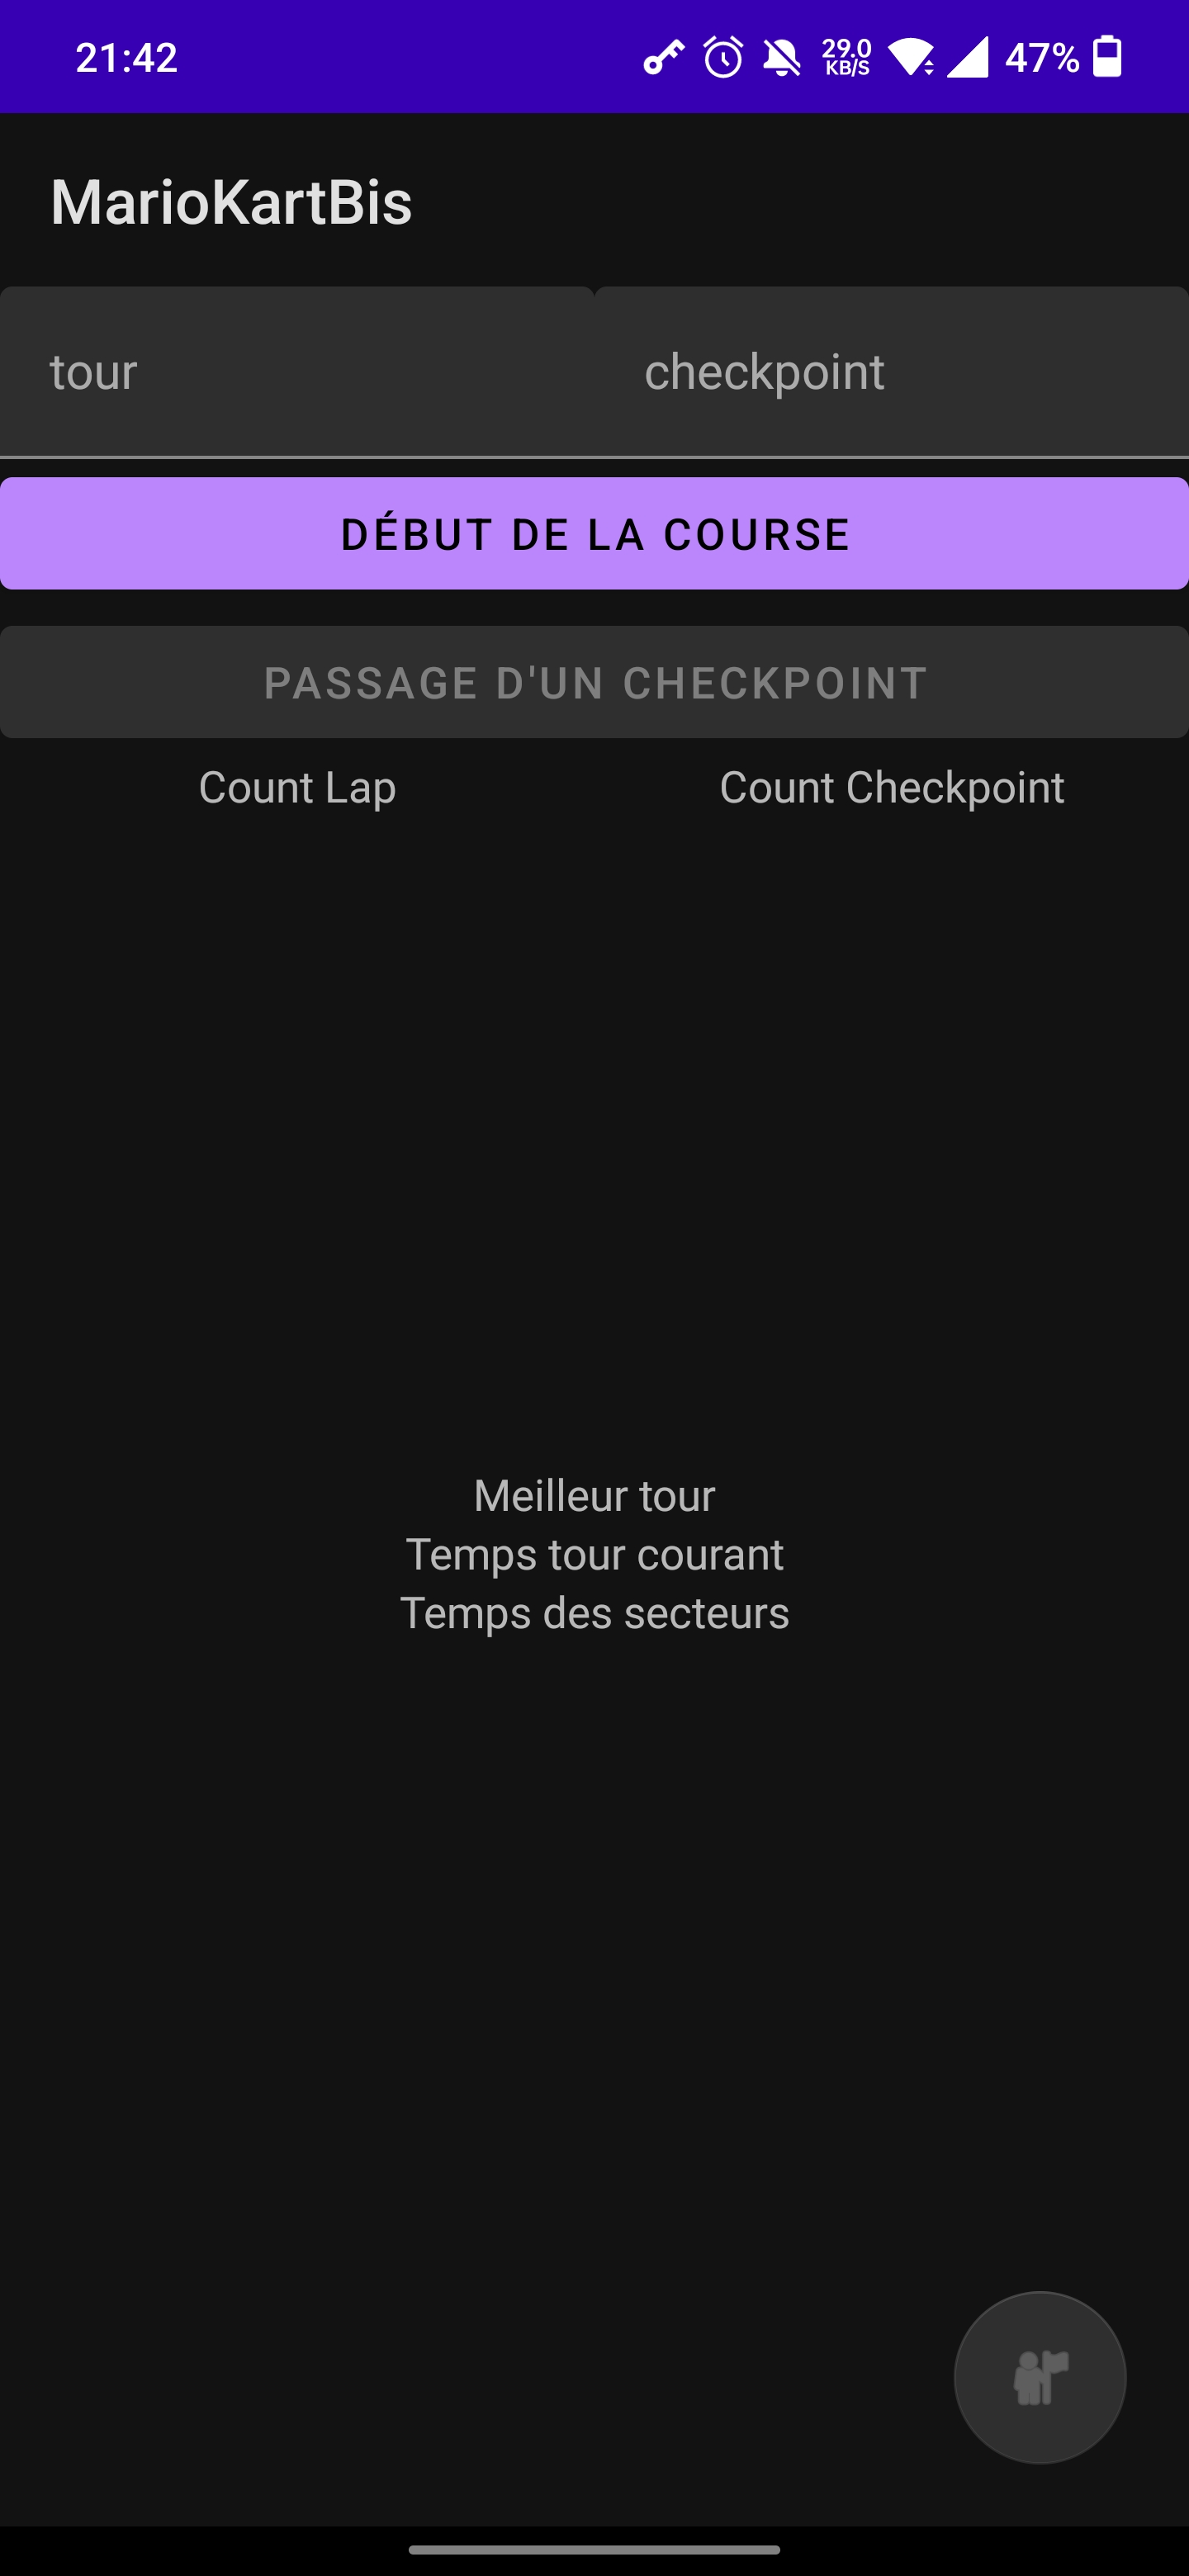 21:42 29.0 KB/S 47%
MarioKartBis
tour checkpoint
DÉBUT DE LA COURSE
PASSAGE D'UN CHECKPOINT
Count Lap Count Checkpoint
Meilleur tour
Temps tour courant
Temps des secteurs